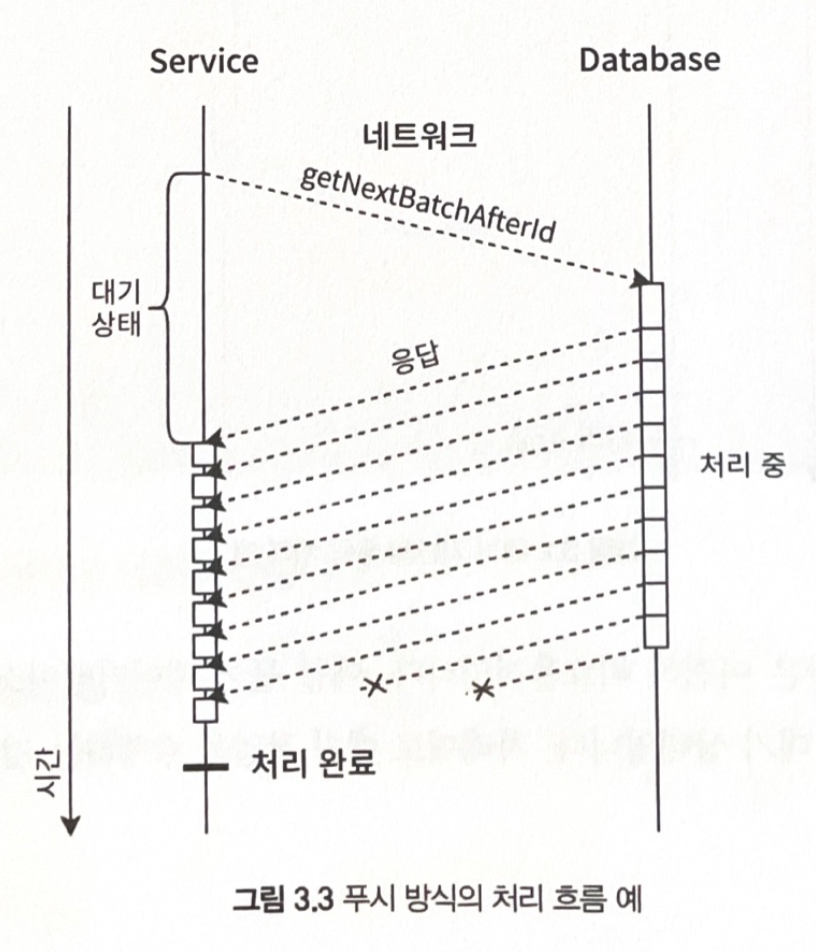 Service
Database
네트워크
getNextBatchAfterId
대기
상태
응답
처리 중
시간
처리 완료
그림 3.3 푸시 방식의 처리 흐름 예